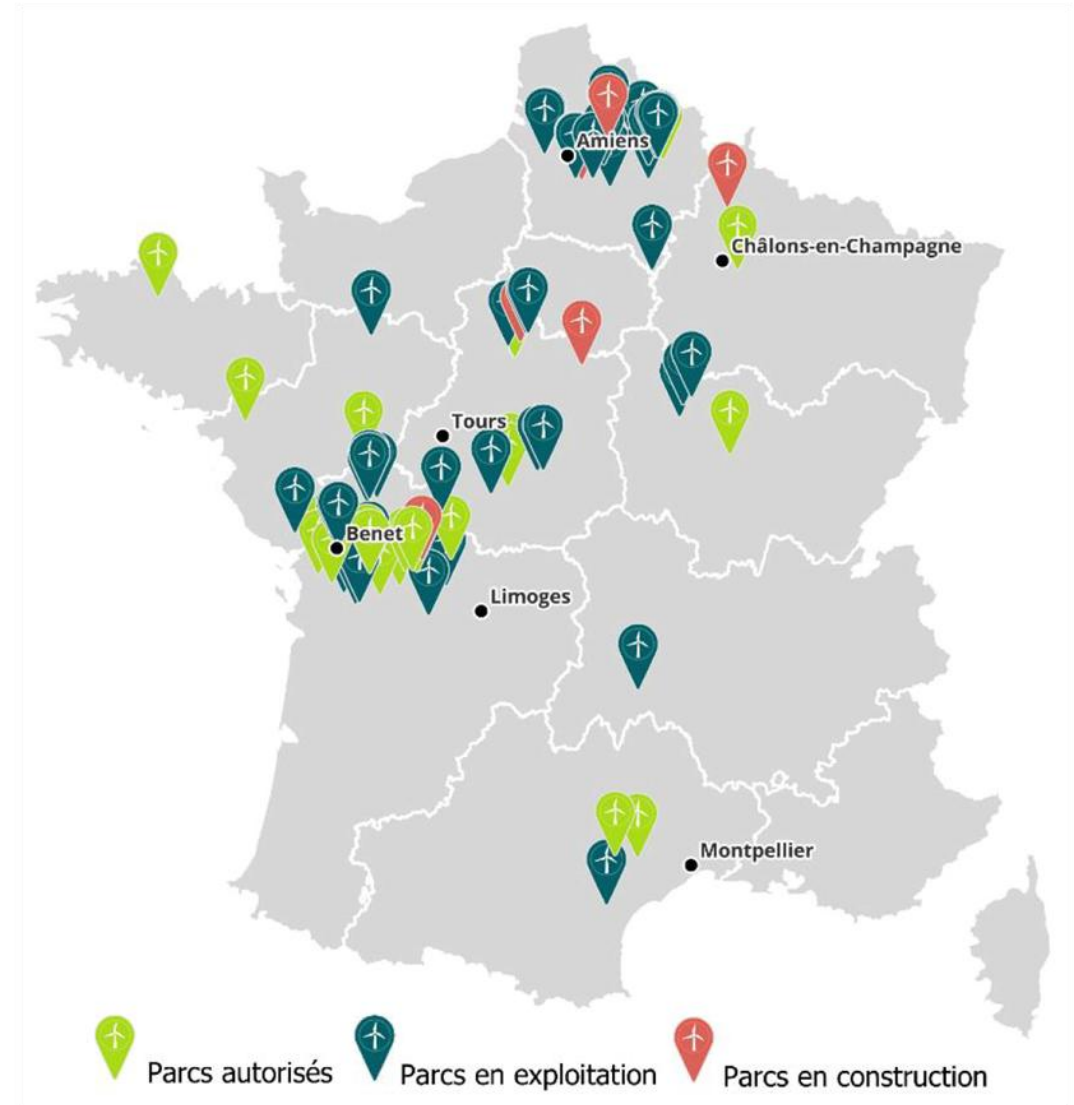 Amiens
Châlons-en-Champagne
Tours
Benet
Limoges
Montpellier
Parcs autorisés
Parcs en exploitation
Parcs en construction